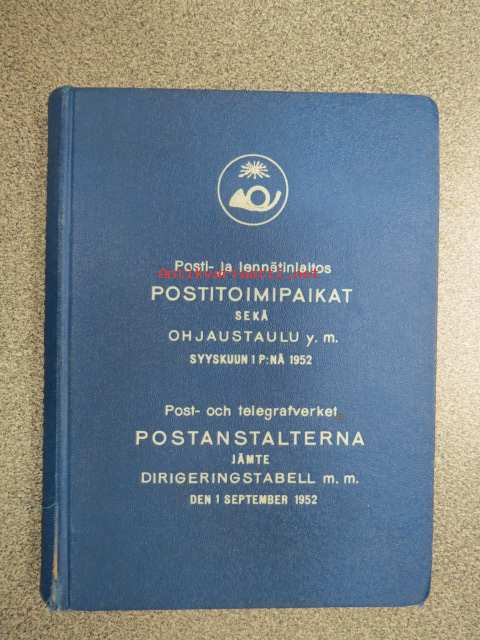 Posti- ja lennätinlaitos
POSTITOIMIPAIKAT
SEKÄ
OHJAUSTAULU y. m.
SYYSKUUN 1 P:NÄ 1952
Post- och telegrafverket
POSTANSTALTERNA
JÄMTE
DIRIGERINGSTABELL m. m.
DEN 1 SEPTEMBER 1952